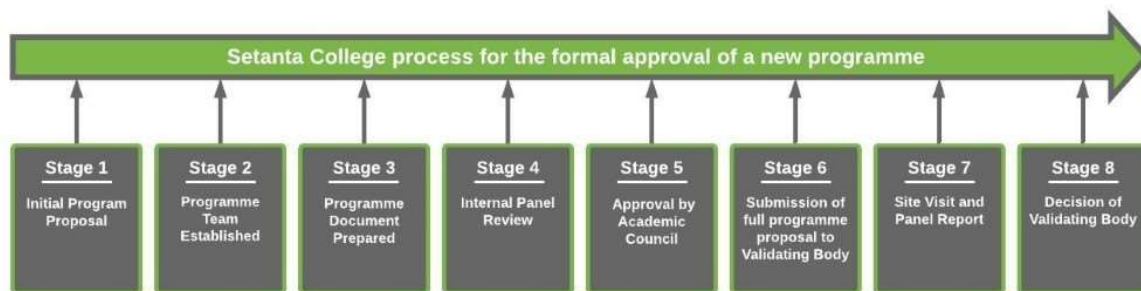 Setanta College process for the formal approval of a new programme
Stage 1
Initial Program
Proposal
Stage 2
Programme
Team
Established
Stage 3
Programme
Document
Prepared
Stage 4
Internal Panel
Review
Stage 5
Approval by
Academic
Council
Stage 6
Submission of
full programme
proposal to
Validating Body
Stage 7
Site Visit and
Panel Report
Stage 8
Decision of
Validating Body